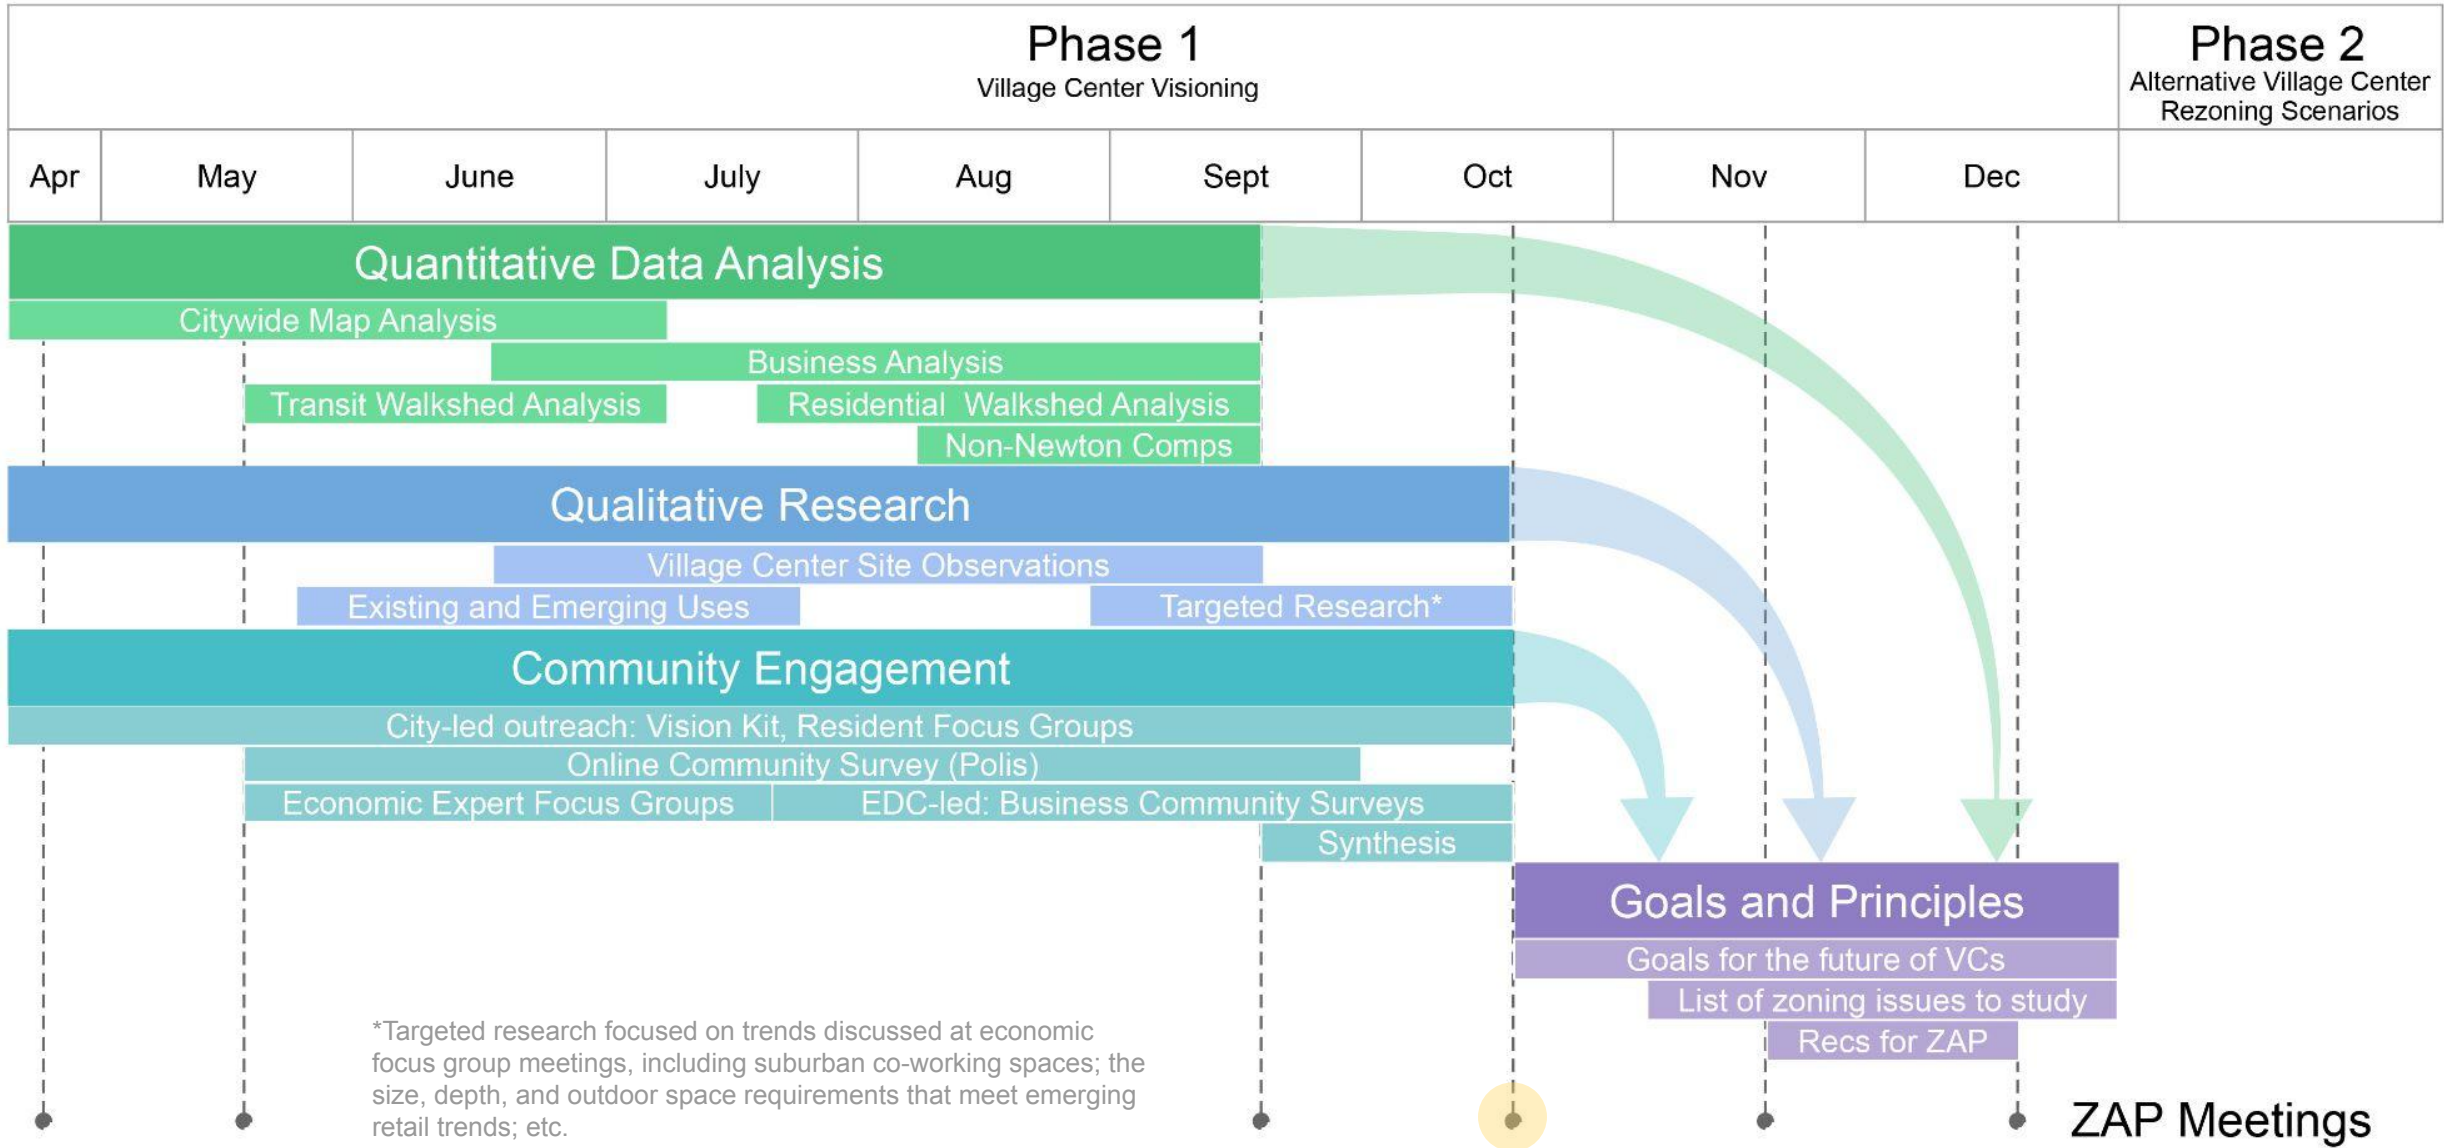 Phase 1
Village Center Visioning
Phase 2
Alternative Village Center
Rezoning Scenarios
Apr
May
June
July
Aug
Sept
Oct
Nov
Dec
Quantitative Data Analysis
Citywide Map Analysis
Business Analysis
Transit Walkshed Analysis
Residential Walkshed Analysis
Non-Newton Comps
Qualitative Research
Village Center Site Observations
Existing and Emerging Uses
Targeted Research*
Community Engagement
City-led outreach: Vision Kit, Resident Focus Groups
Online Community Survey (Polis)
Economic Expert Focus Groups
EDC-led: Business Community Surveys
Synthesis
Goals and Principles
Goals for the future of VCs
List of zoning issues to study
Recs for ZAP
*Targeted research focused on trends discussed at economic
focus group meetings, including suburban co-working spaces; the
size, depth, and outdoor space requirements that meet emerging
retail trends; etc.
ZAP Meetings